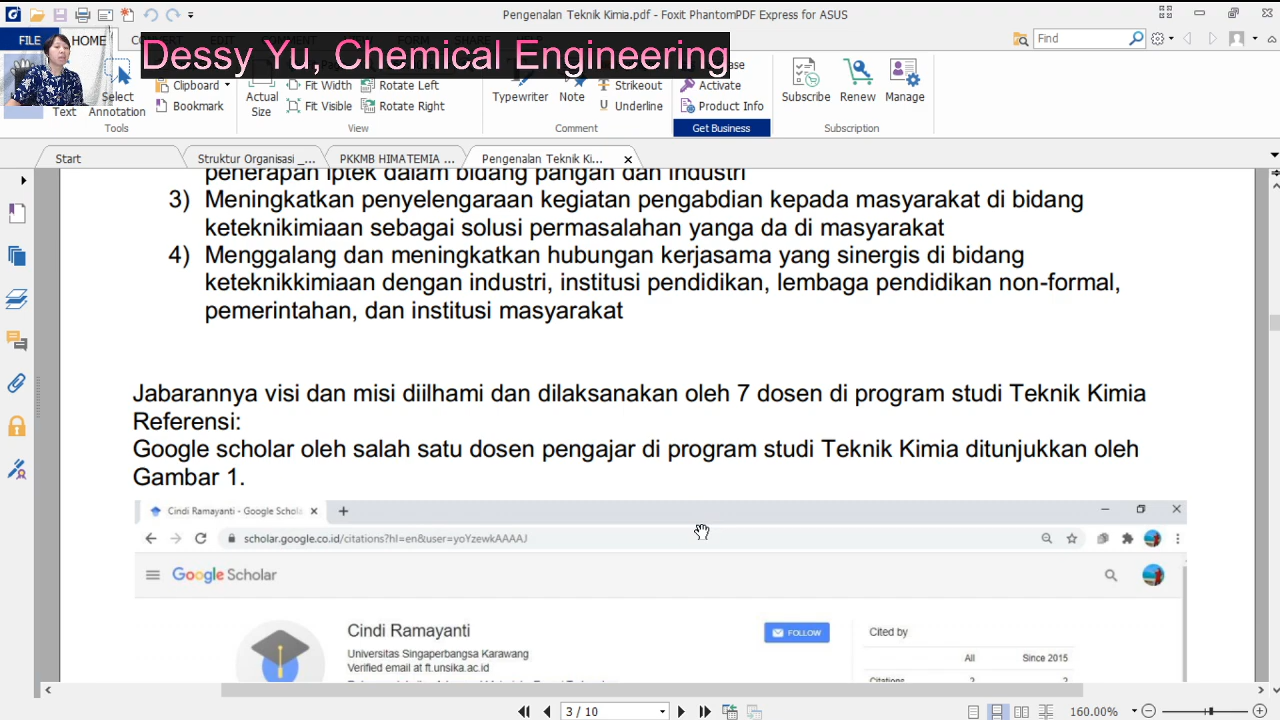 Pengenalan Teknik Kimia.pdf - Foxit PhantomPDF Express for ASUS
FILE HOME
Dessy Yu, Chemical Engineering
Find
Text
Select
Annotation
Clipboard
Bookmark
Tools
Actual
Size
Fit Width
Fit Visible
Rotate Left
Rotate Right
View
Typewriter
Note
Strikeout
Underline
Comment
Activate
Product Info
Get Business
Subscribe
Renew
Manage
Subscription
Start
Struktur Organisasi _...
PKKMB HIMATEMIA ...
Pengenalan Teknik Ki...
penerapan iptek dalam bidang pangan dan industri
3) Meningkatkan penyelengaraan kegiatan pengabdian kepada masyarakat di bidang
keteknikimiaan sebagai solusi permasalahan yanga da di masyarakat
4) Menggalang dan meningkatkan hubungan kerjasama yang sinergis di bidang
keteknikkimiaan dengan industri, institusi pendidikan, lembaga pendidikan non-formal,
pemerintahan, dan institusi masyarakat
Jabarannya visi dan misi diilhami dan dilaksanakan oleh 7 dosen di program studi Teknik Kimia
Referensi:
Google scholar oleh salah satu dosen pengajar di program studi Teknik Kimia ditunjukkan oleh
Gambar 1.
Cindi Ramayanti - Google Schola
scholar.google.co.id/citations?hl=en&user=yoYzewkAAAAJ
Google Scholar
Cindi Ramayanti
Universitas Singaperbangsa Karawang
Verified email at ft.unsika.ac.id
FOLLOW
Cited by
All Since 2015
Citations 2 2
3 / 10
160.00%